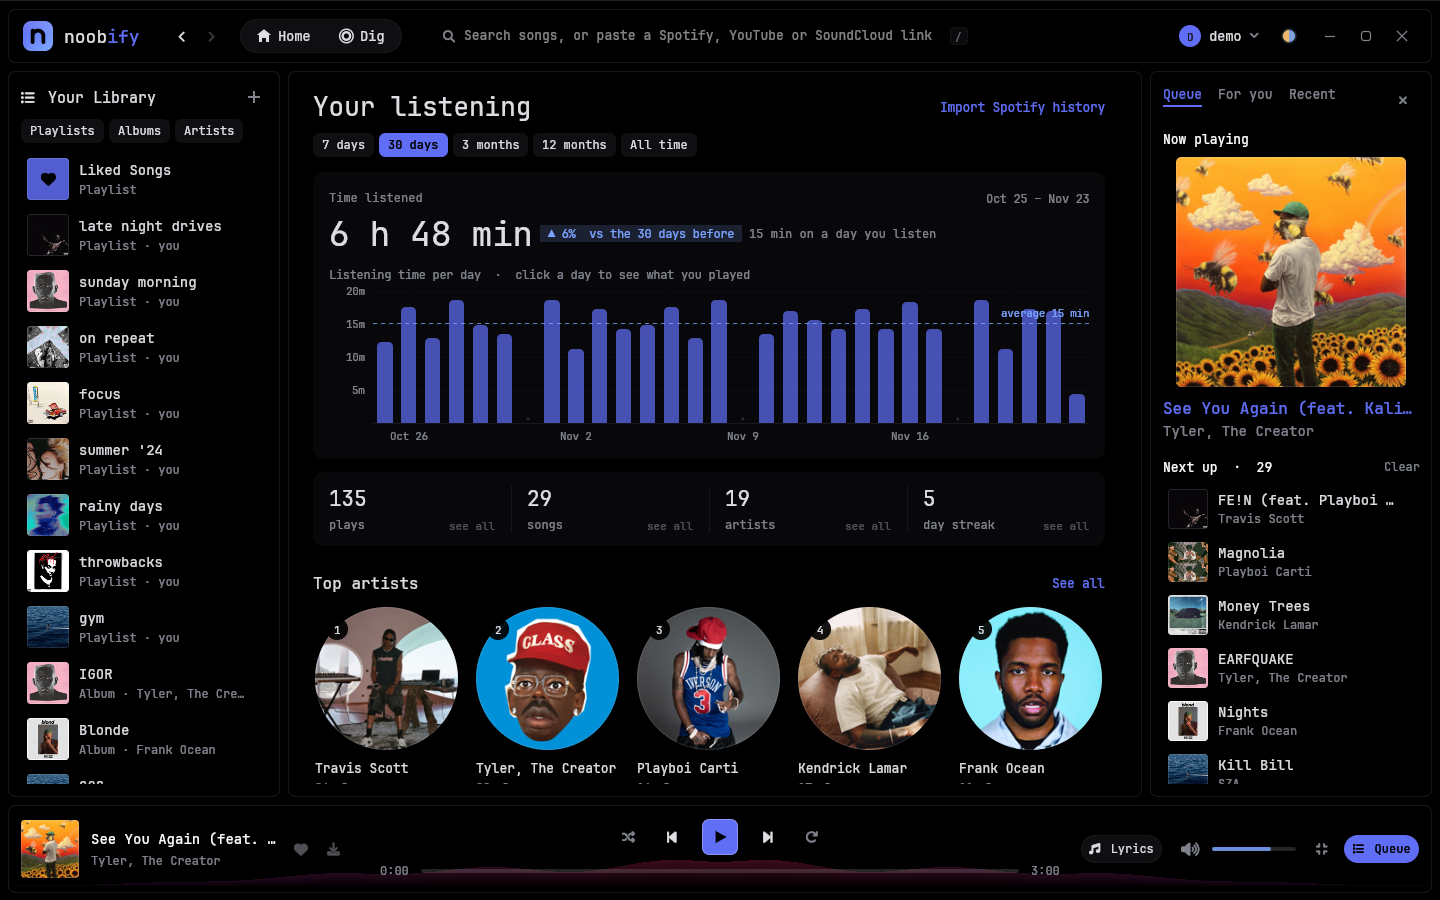 noobify
Home
Dig
Search songs, or paste a Spotify, YouTube or SoundCloud link
/
D
demo
Your Library
Playlists
Albums
Artists
Liked Songs
Playlist
late night drives
Playlist · you
sunday morning
Playlist · you
on repeat
Playlist · you
focus
Playlist · you
summer '24
Playlist · you
rainy days
Playlist · you
throwbacks
Playlist · you
gym
Playlist · you
IGOR
Album · Tyler, The Cre…
Blonde
Album · Frank Ocean
Your listening
Import Spotify history
7 days
30 days
3 months
12 months
All time
Time listened
Oct 25 – Nov 23
6 h 48 min
▲ 6% vs the 30 days before
15 min on a day you listen
Listening time per day · click a day to see what you played
20m
15m
10m
5m
average 15 min
Oct 26
Nov 2
Nov 9
Nov 16
135
plays
see all
29
songs
see all
19
artists
see all
5
day streak
see all
Top artists
See all
1
2
3
4
5
CLASS
IVERSON
3
Travis Scott
Tyler, The Creator
Playboi Carti
Kendrick Lamar
Frank Ocean
Queue
For you
Recent
Now playing
See You Again (feat. Kali…
Tyler, The Creator
Next up · 29
Clear
FE!N (feat. Playboi …
Travis Scott
Magnolia
Playboi Carti
Money Trees
Kendrick Lamar
EARFQUAKE
Tyler, The Creator
Nights
Frank Ocean
Kill Bill
SZA
See You Again (feat. …
Tyler, The Creator
0:00
3:00
Lyrics
Queue